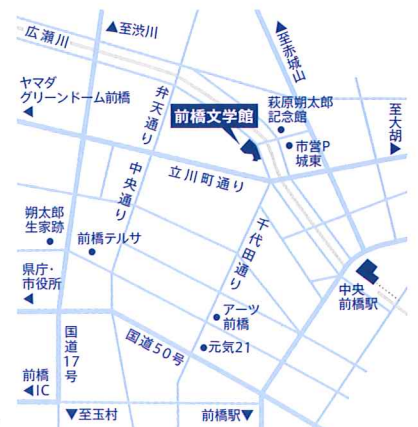 広瀬川
▲至渋川
▲至赤城山
ヤマダ
グリーンドーム前橋
◀
弁天通り
前橋文学館
萩原朔太郎
記念館
市営P
城東
至大胡
▶
立川町通り
中央通り
朔太郎
生家跡
前橋テルサ
千代田通り
県庁・
市役所
◀
中央
前橋駅
アーツ
前橋
元気21
国道17号
国道50号
前橋
◀IC
▼至玉村
前橋駅▼